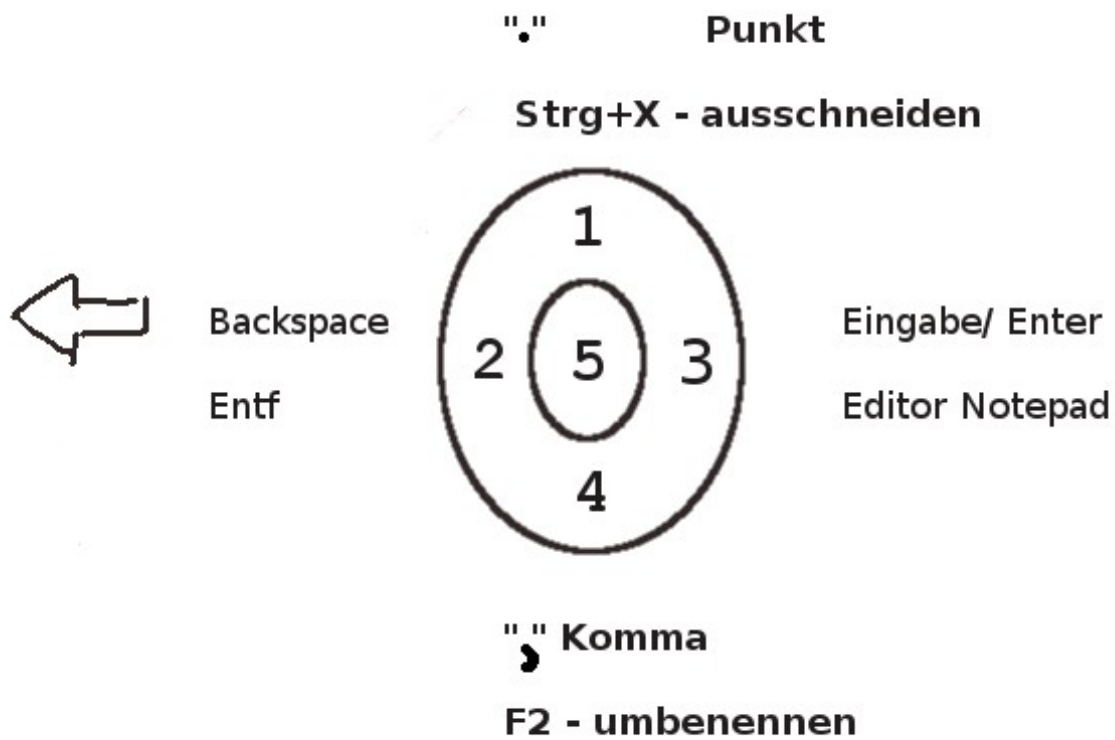 "." Punkt
Strg+X - ausschneiden
1
Backspace
Eingabe/ Enter
2 5 3
Entf
Editor Notepad
4
"," Komma
F2 - umbenennen